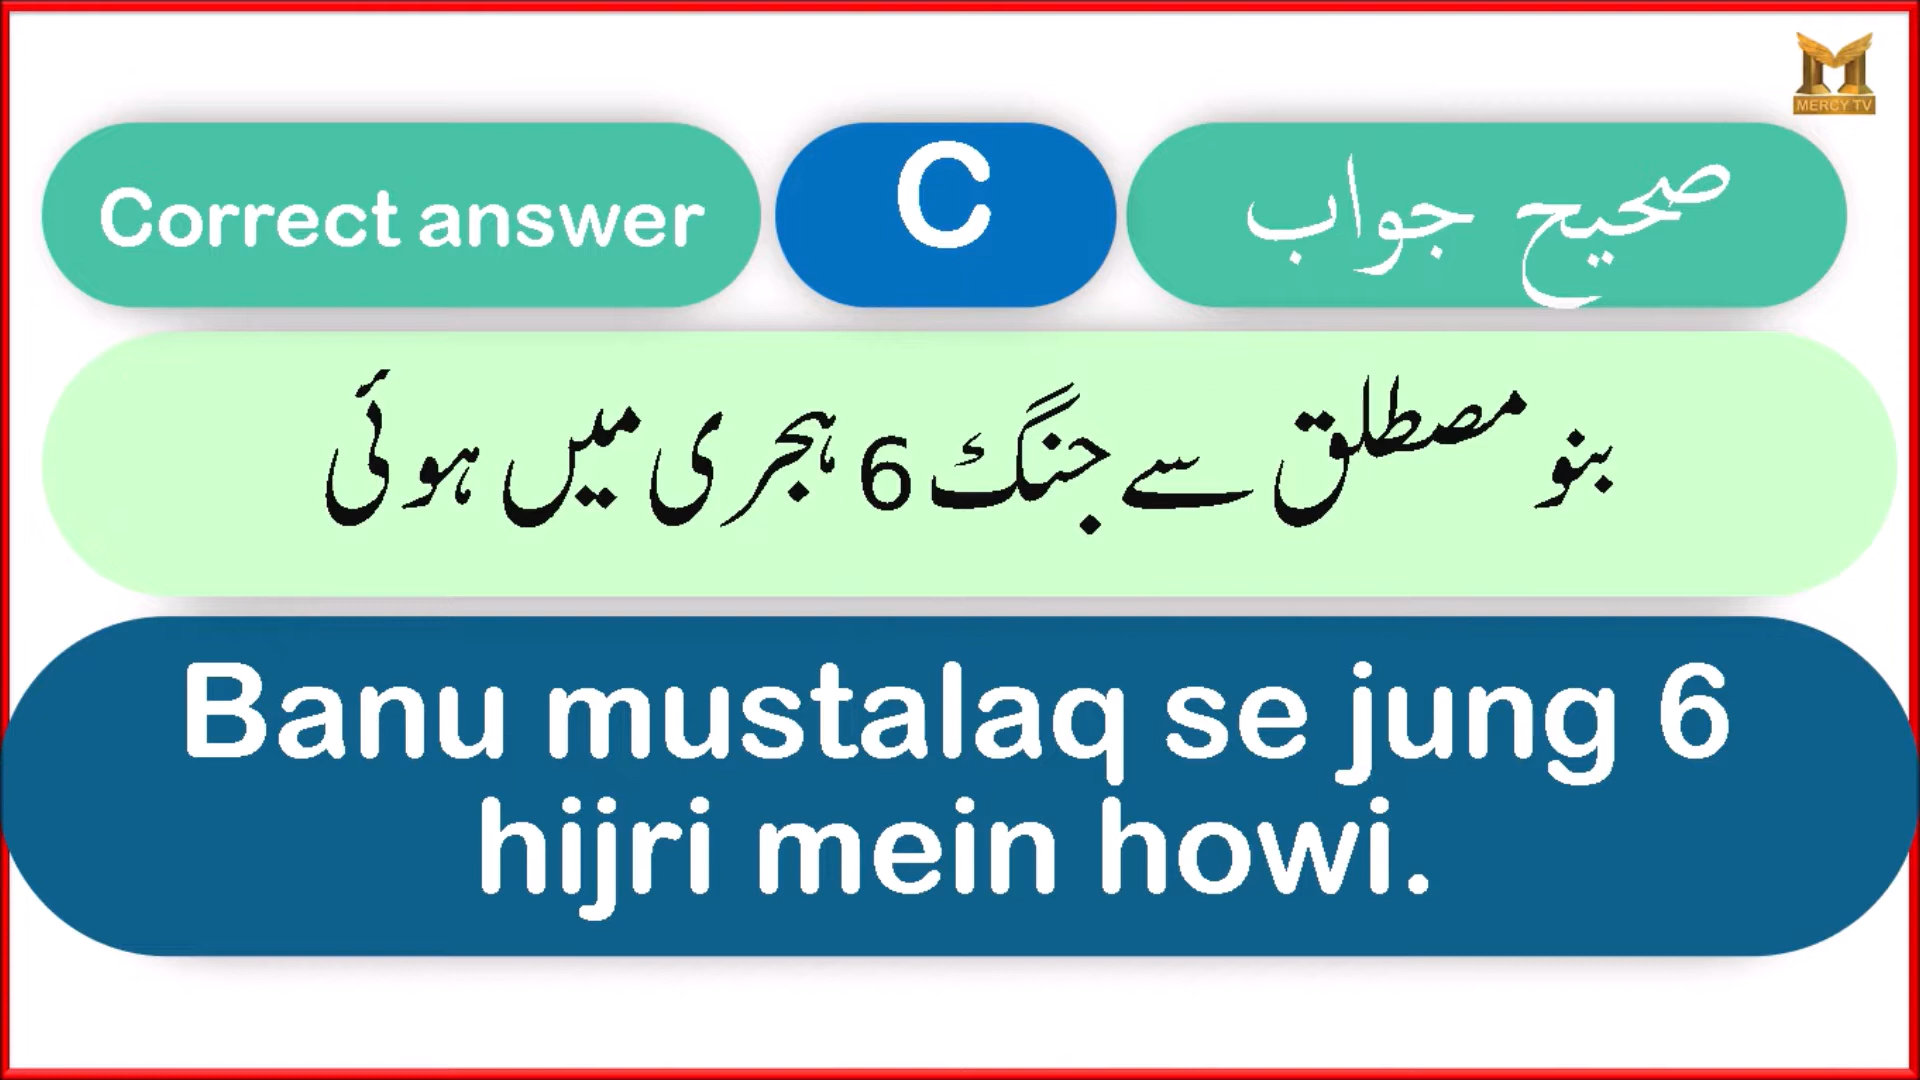 MERCY TV
Correct answer
C
صحیح جواب
بنو مصطلق سے جنگ 6 ہجری میں ہوئی
Banu mustalaq se jung 6
hijri mein howi.